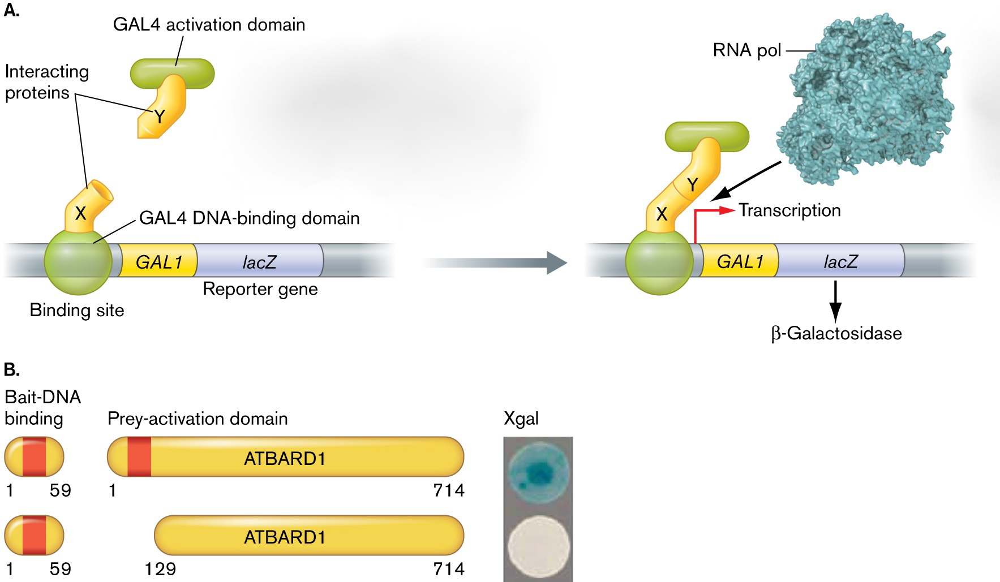 A.
GAL4 activation domain
Interacting
proteins
Y
X
GAL4 DNA-binding domain
GAL1
lacZ
Reporter gene
Binding site
RNA pol
Y
X
Transcription
GAL1
lacZ
β-Galactosidase
B.
Bait-DNA
binding
Prey-activation domain
Xgal
ATBARD1
1
59
1
714
ATBARD1
1
59
129
714